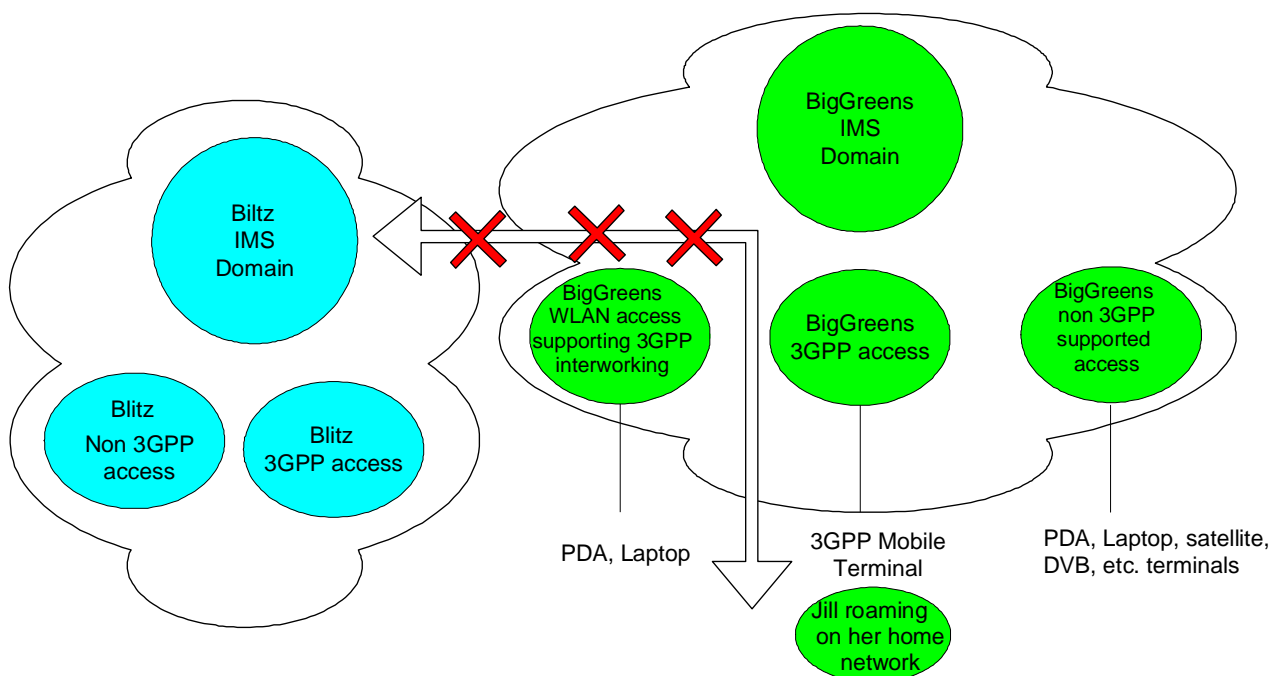 Biltz
IMS
Domain
Blitz
Non 3GPP
access
Blitz
3GPP access
BigGreens
IMS
Domain
BigGreens
WLAN access
supporting 3GPP
interworking
BigGreens
3GPP access
BigGreens
non 3GPP
supported
access
PDA, Laptop
3GPP Mobile
Terminal
PDA, Laptop, satellite,
DVB, etc. terminals
Jill roaming
on her home
network